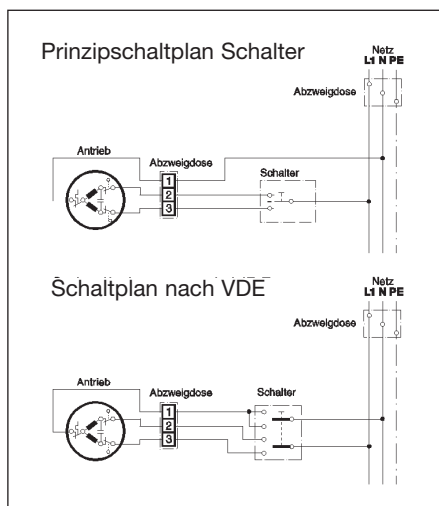 Prinzipschaltplan Schalter
Netz
L1 N PE
Abzweigdose
Antrieb
Abzweigdose
Schalter
1
2
3
Schaltplan nach VDE
Netz
L1 N PE
Abzweigdose
Antrieb
Abzweigdose
Schalter
1
2
3